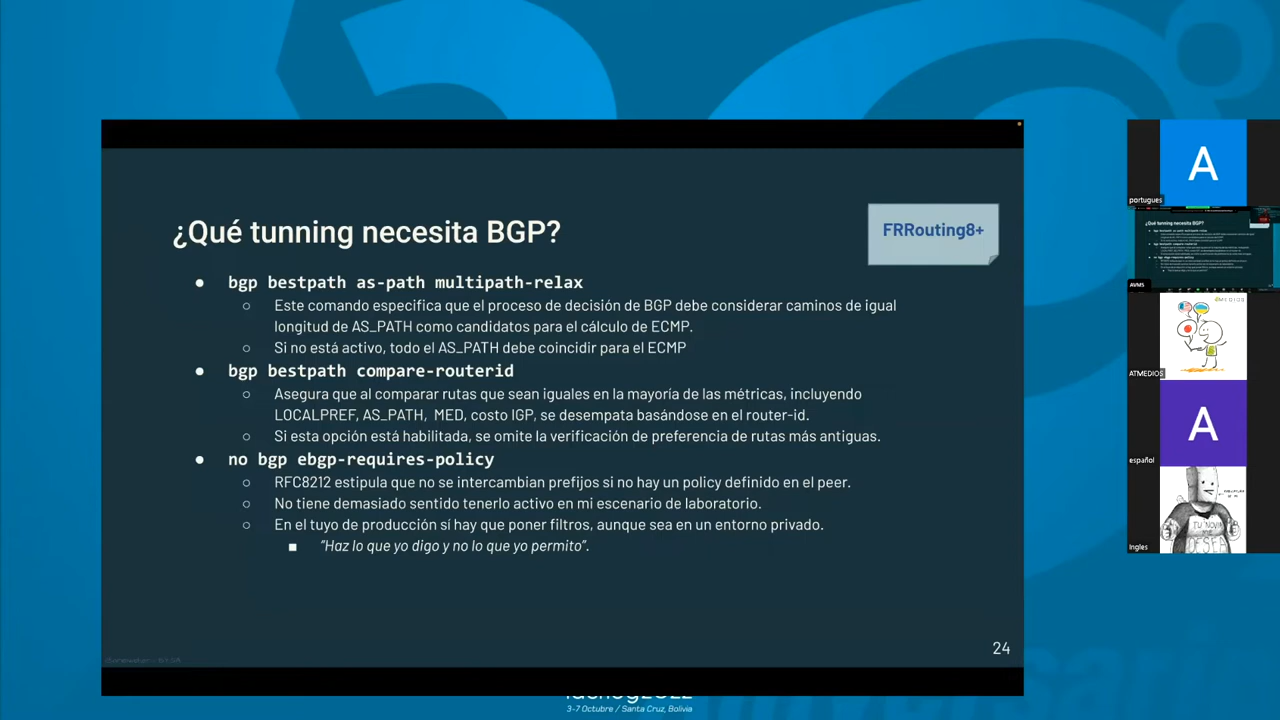 ¿Qué tunning necesita BGP?
FRRouting8+
● bgp bestpath as-path multipath-relax
○ Este comando especifica que el proceso de decisión de BGP debe considerar caminos de igual
longitud de AS_PATH como candidatos para el cálculo de ECMP.
○ Si no está activo, todo el AS_PATH debe coincidir para el ECMP
● bgp bestpath compare-routerid
○ Asegura que al comparar rutas que sean iguales en la mayoría de las métricas, incluyendo
LOCALPREF, AS_PATH, MED, costo IGP, se desempata basándose en el router-id.
○ Si esta opción está habilitada, se omite la verificación de preferencia de rutas más antiguas.
● no bgp ebgp-requires-policy
○ RFC8212 estipula que no se intercambian prefijos si no hay un policy definido en el peer.
○ No tiene demasiado sentido tenerlo activo en mi escenario de laboratorio.
○ En el tuyo de producción sí hay que poner filtros, aunque sea en un entorno privado.
■ "Haz lo que yo digo y no lo que yo permito".
24
3-7 Octubre / Santa Cruz, Bolivia
A
portugues
¿Qué tunning necesita BGP?
AVMS
ATMEDIOS
A
español
TU NOVIA
DESEA
Ingles